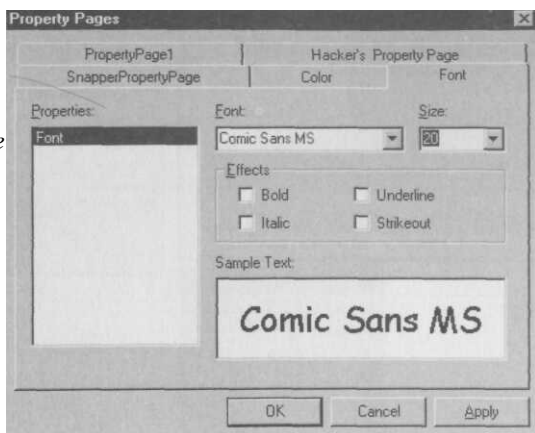 Property Pages
PropertyPage1
Hacker's Property Page
SnapperPropertyPage
Color
Font
Properties:
Font
Font:
Comic Sans MS
Size:
20
Effects
Bold
Underline
Italic
Strikeout
Sample Text:
Comic Sans MS
OK
Cancel
Apply
e